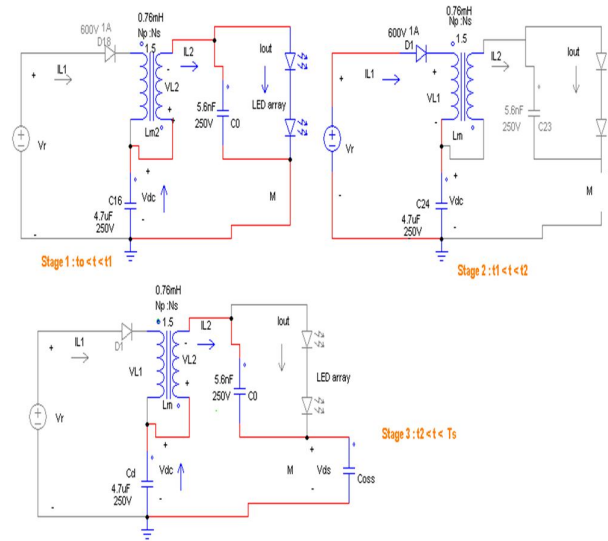 0.76mH
Np :Ns
1.5
600V 1A
D18
IL1
IL2
VL2
Iout
5.6nF
250V
C0
LED array
Lm2
Vr
C16
Vdc
4.7uF
250V
M
Stage 1 : to < t < t1
0.76mH
Np :Ns
1.5
600V 1A
D1
IL1
IL2
VL1
Iout
5.6nF
250V
C23
Lm
Vr
C24
Vdc
4.7uF
250V
M
Stage 2 : t1 < t < t2
0.76mH
Np :Ns
1.5
D1
IL1
IL2
VL1
VL2
Iout
5.6nF
250V
C0
LED array
Lm
Vr
Cd
Vdc
4.7uF
250V
M
Vds
Coss
Stage 3 : t2 < t < Ts